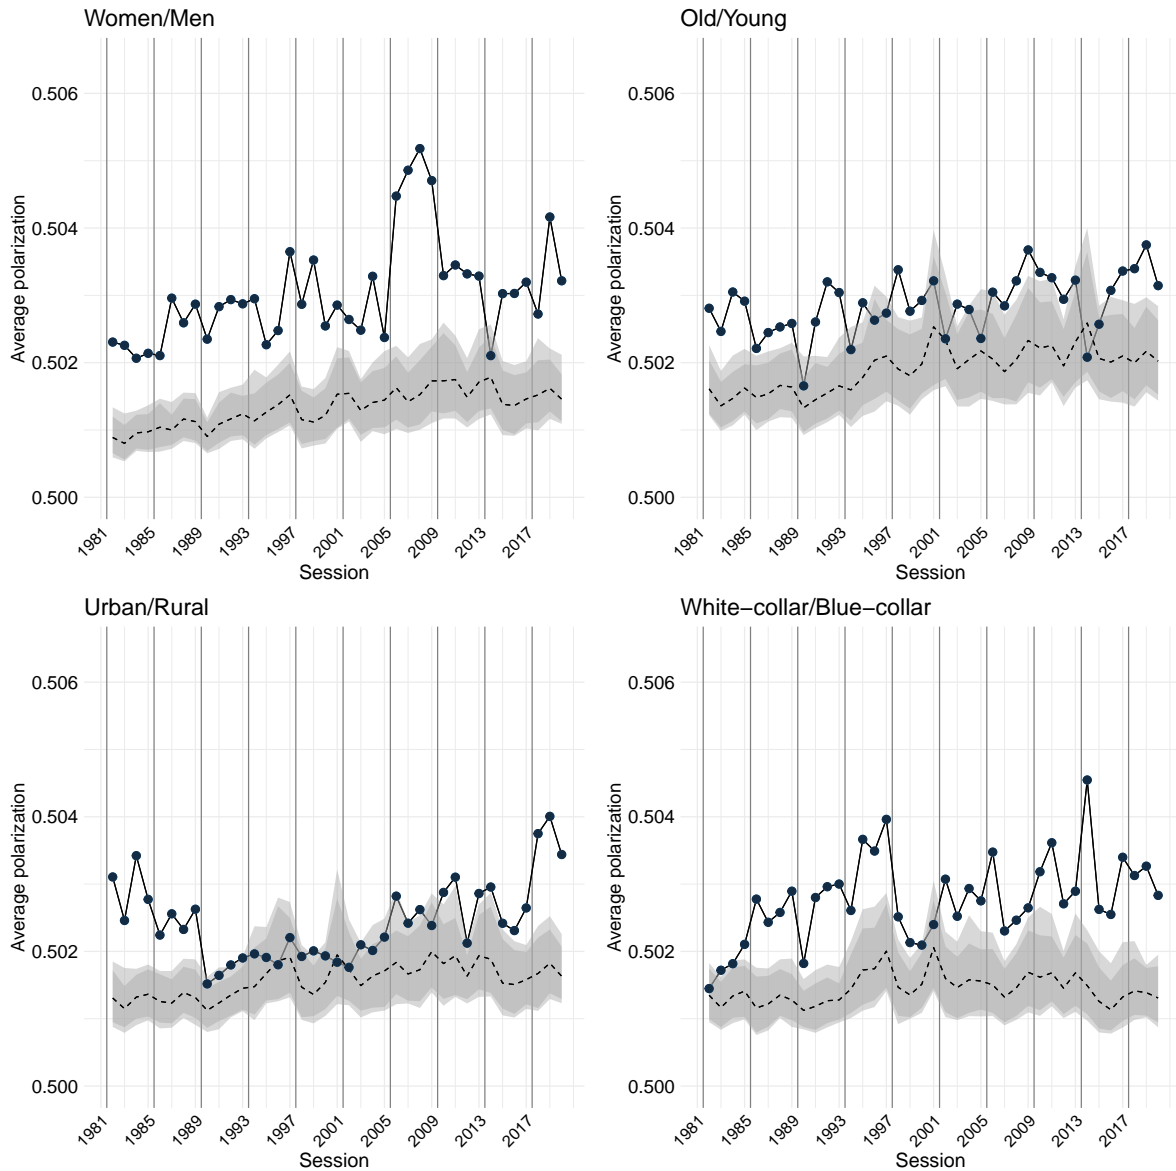 Women/Men
Average polarization
0.506
0.504
0.502
0.500
1981 1985 1989 1993 1997 2001 2005 2009 2013 2017
Session
Old/Young
Average polarization
0.506
0.504
0.502
0.500
1981 1985 1989 1993 1997 2001 2005 2009 2013 2017
Session
Urban/Rural
Average polarization
0.506
0.504
0.502
0.500
1981 1985 1989 1993 1997 2001 2005 2009 2013 2017
Session
White−collar/Blue−collar
Average polarization
0.506
0.504
0.502
0.500
1981 1985 1989 1993 1997 2001 2005 2009 2013 2017
Session